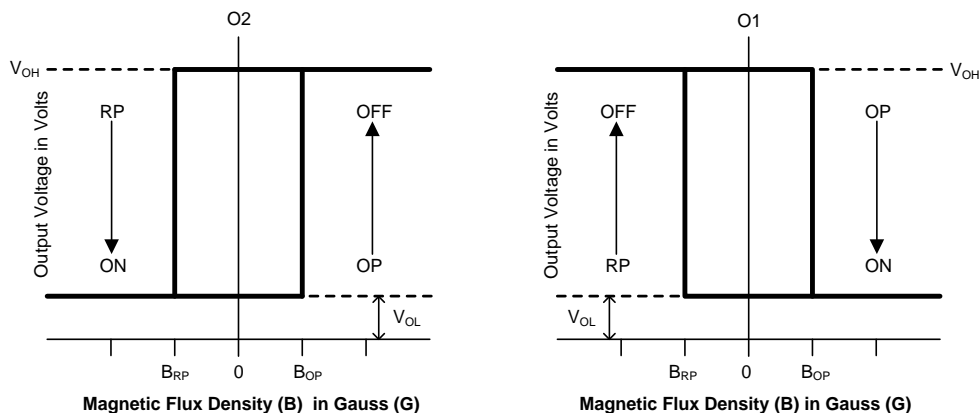 O2
V_OH
Output Voltage in Volts
RP
OFF
ON
OP
V_OL
B_RP
0
B_OP
Magnetic Flux Density (B) in Gauss (G)
O1
V_OH
Output Voltage in Volts
OFF
OP
RP
ON
V_OL
B_RP
0
B_OP
Magnetic Flux Density (B) in Gauss (G)